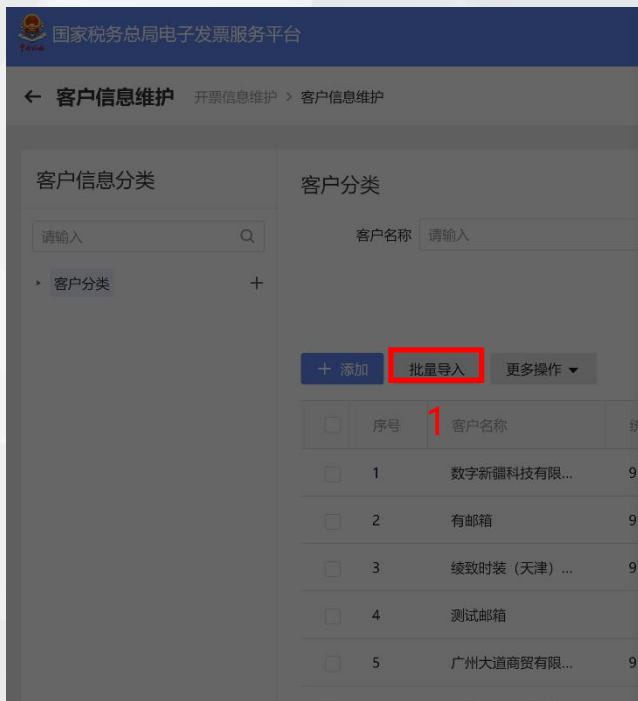 国家税务总局电子发票服务平台
← 客户信息维护 开票信息维护 > 客户信息维护
客户信息分类
客户分类
请输入
客户名称 请输入
客户分类 +
+ 添加 批量导入 更多操作
1
序号 客户名称
1 数字新疆科技有限... 9
2 有邮箱 9
3 绫致时装（天津）... 9
4 测试邮箱
5 广州大道商贸有限... 9